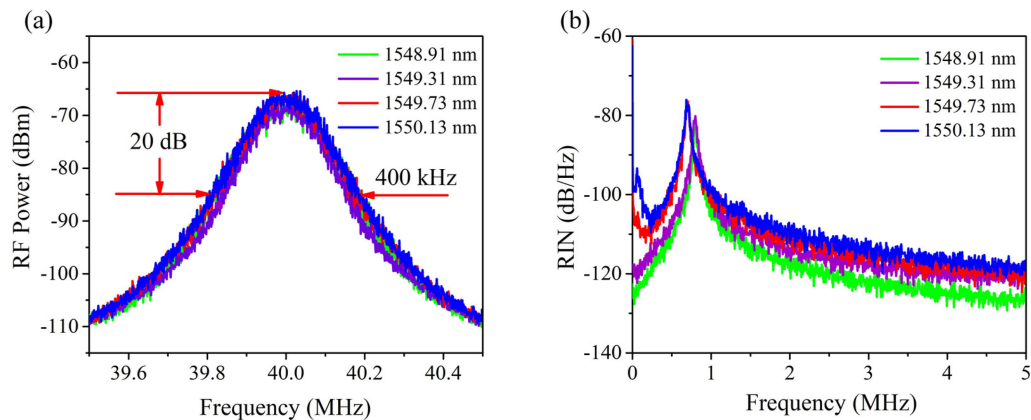 (a)
-60
-70
-80
-90
-100
-110
RF Power (dBm)
1548.91 nm
1549.31 nm
1549.73 nm
1550.13 nm
20 dB
400 kHz
39.6
39.8
40.0
40.2
40.4
Frequency (MHz)
(b)
-60
-80
-100
-120
-140
RIN (dB/Hz)
1548.91 nm
1549.31 nm
1549.73 nm
1550.13 nm
0
1
2
3
4
5
Frequency (MHz)